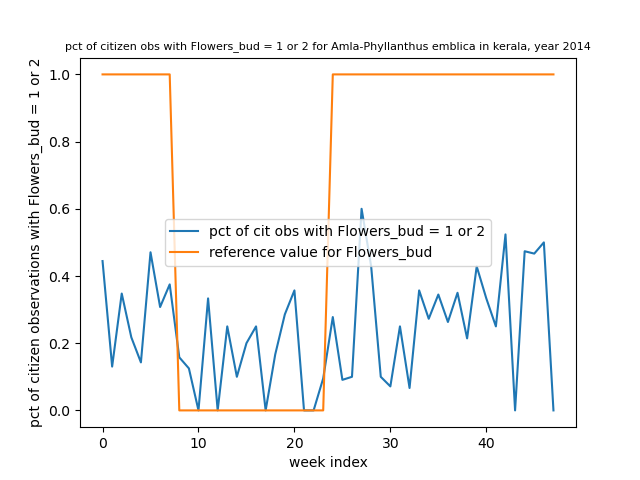 pct of citizen obs with Flowers_bud = 1 or 2 for Amla-Phyllanthus emblica in kerala, year 2014
pct of citizen observations with Flowers_bud = 1 or 2
1.0
0.8
0.6
0.4
0.2
0.0
pct of cit obs with Flowers_bud = 1 or 2
reference value for Flowers_bud
0 10 20 30 40
week index